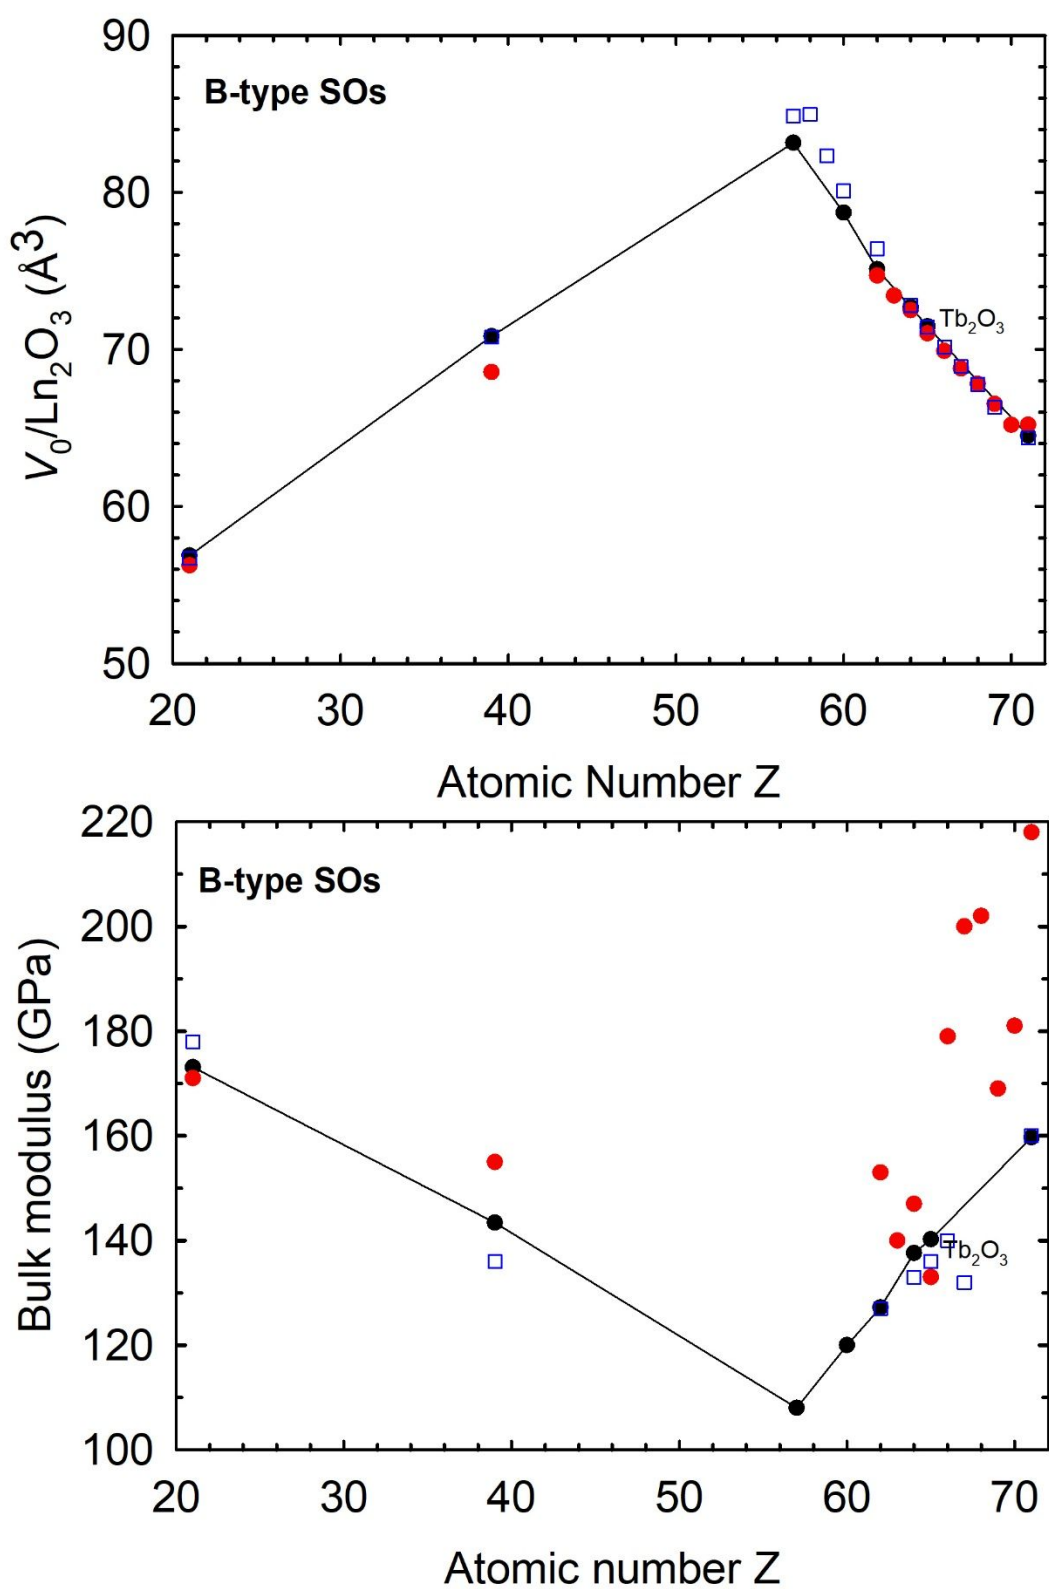 90
B-type SOs
80
V₀/Ln₂O₃ (Å³)
Tb₂O₃
70
60
50
20 30 40 50 60 70
Atomic Number Z
220
B-type SOs
200
180
Bulk modulus (GPa)
160
140
Tb₂O₃
120
100
20 30 40 50 60 70
Atomic number Z